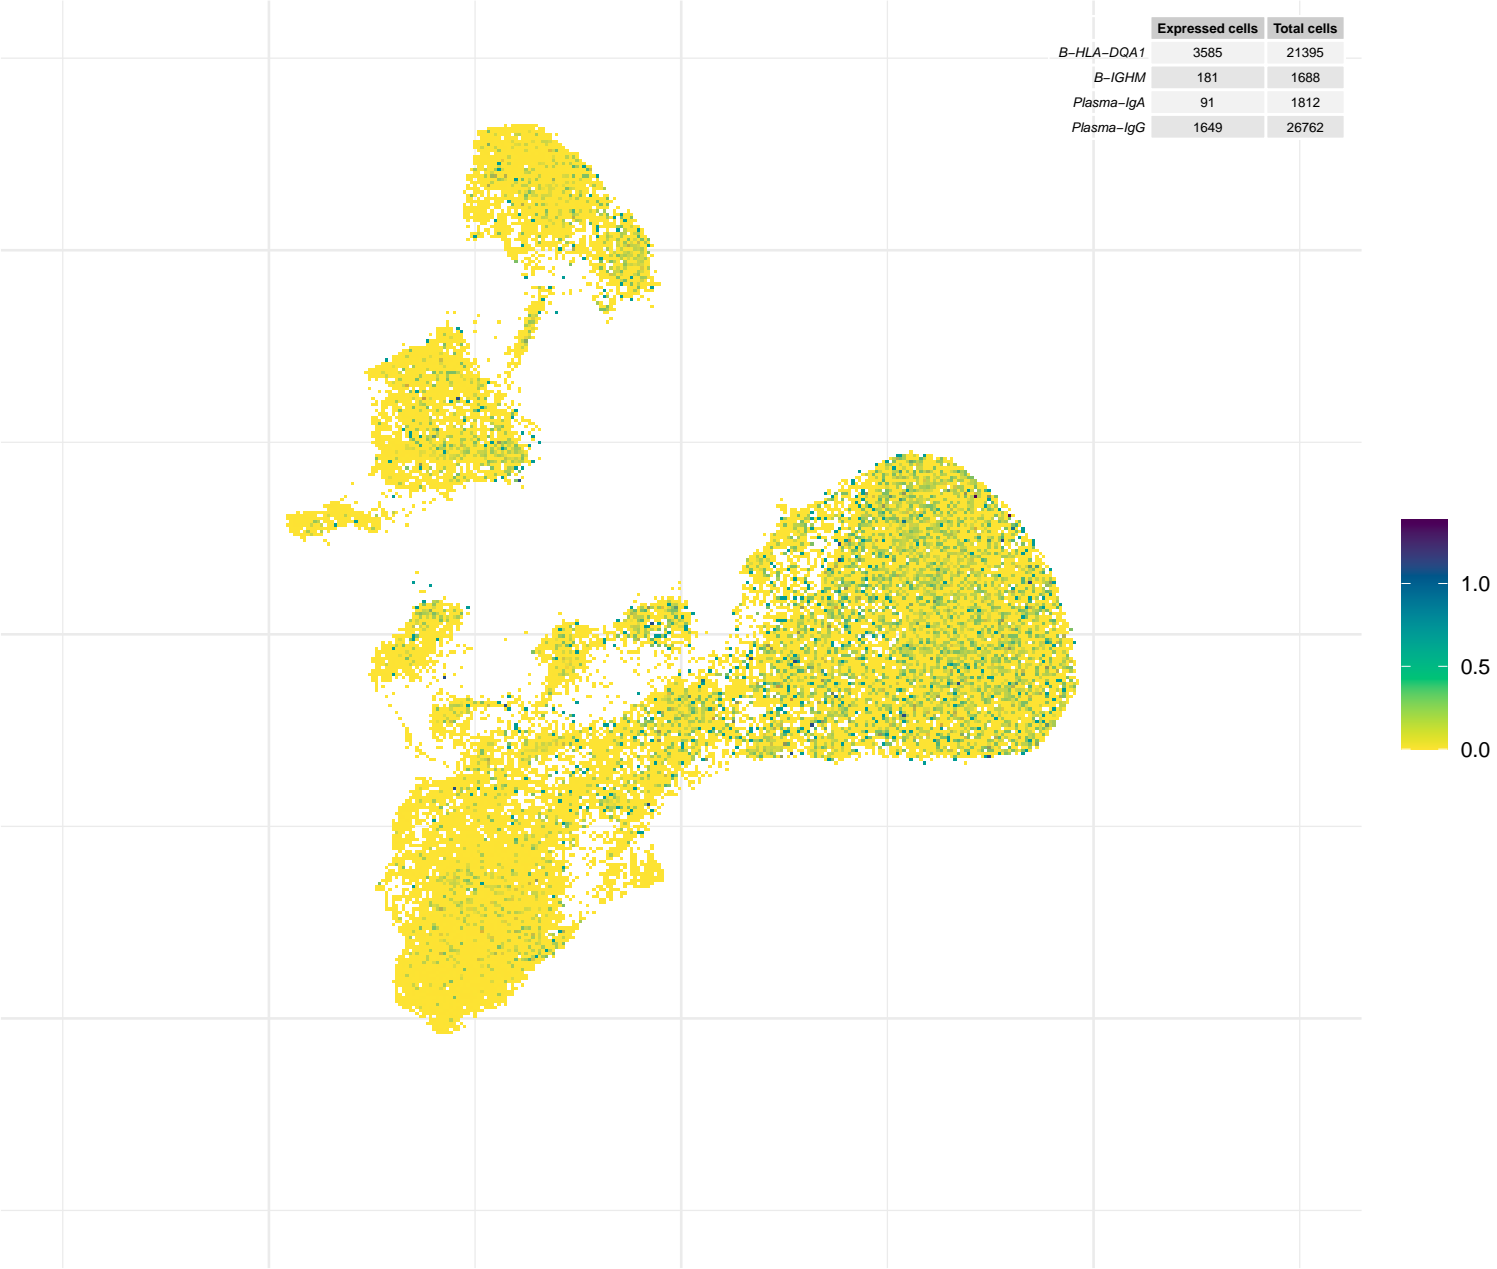 Expressed cells Total cells
B−HLA−DQA1 3585 21395
B−IGHM 181 1688
Plasma−IgA 91 1812
Plasma−IgG 1649 26762
1.0
0.5
0.0